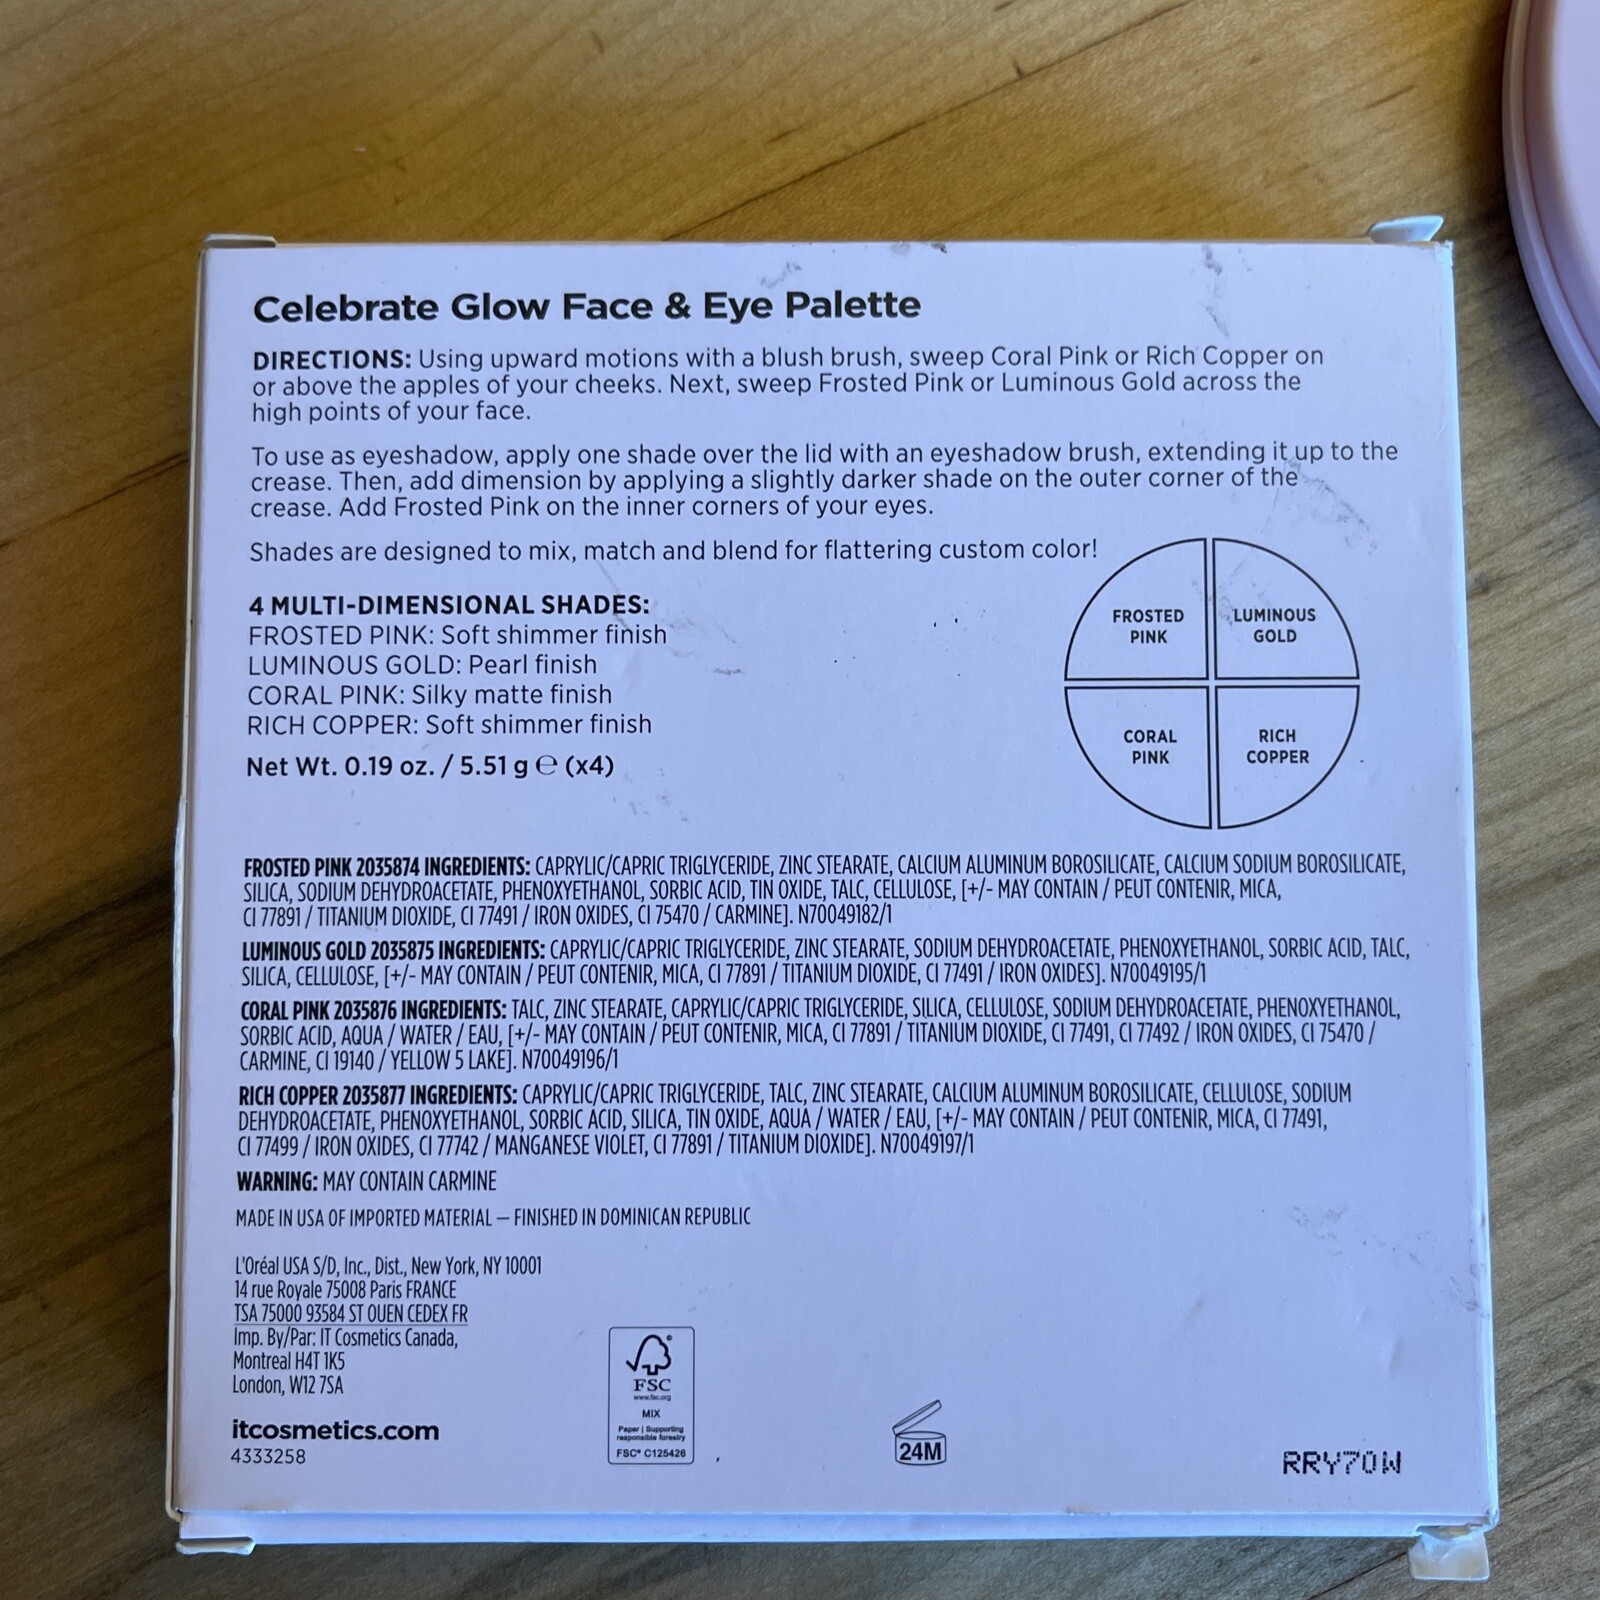 Celebrate Glow Face & Eye Palette
DIRECTIONS: Using upward motions with a blush brush, sweep Coral Pink or Rich Copper on
or above the apples of your cheeks. Next, sweep Frosted Pink or Luminous Gold across the
high points of your face.
To use as eyeshadow, apply one shade over the lid with an eyeshadow brush, extending it up to the
crease. Then, add dimension by applying a slightly darker shade on the outer corner of the
crease. Add Frosted Pink on the inner corners of your eyes.
Shades are designed to mix, match and blend for flattering custom color!
4 MULTI-DIMENSIONAL SHADES:
FROSTED PINK: Soft shimmer finish
LUMINOUS GOLD: Pearl finish
CORAL PINK: Silky matte finish
RICH COPPER: Soft shimmer finish
Net Wt. 0.19 oz. / 5.51 g ℮ (x4)
FROSTED
PINK
LUMINOUS
GOLD
CORAL
PINK
RICH
COPPER
FROSTED PINK 2035874 INGREDIENTS: CAPRYLIC/CAPRIC TRIGLYCERIDE, ZINC STEARATE, CALCIUM ALUMINUM BOROSILICATE, CALCIUM SODIUM BOROSILICATE,
SILICA, SODIUM DEHYDROACETATE, PHENOXYETHANOL, SORBIC ACID, TIN OXIDE, TALC, CELLULOSE, [+/- MAY CONTAIN / PEUT CONTENIR, MICA,
CI 77891 / TITANIUM DIOXIDE, CI 77491 / IRON OXIDES, CI 75470 / CARMINE]. N70049182/1
LUMINOUS GOLD 2035875 INGREDIENTS: CAPRYLIC/CAPRIC TRIGLYCERIDE, ZINC STEARATE, SODIUM DEHYDROACETATE, PHENOXYETHANOL, SORBIC ACID, TALC,
SILICA, CELLULOSE, [+/- MAY CONTAIN / PEUT CONTENIR, MICA, CI 77891 / TITANIUM DIOXIDE, CI 77491 / IRON OXIDES]. N70049195/1
CORAL PINK 2035876 INGREDIENTS: TALC, ZINC STEARATE, CAPRYLIC/CAPRIC TRIGLYCERIDE, SILICA, CELLULOSE, SODIUM DEHYDROACETATE, PHENOXYETHANOL,
SORBIC ACID, AQUA / WATER / EAU, [+/- MAY CONTAIN / PEUT CONTENIR, MICA, CI 77891 / TITANIUM DIOXIDE, CI 77491, CI 77492 / IRON OXIDES, CI 75470 /
CARMINE, CI 19140 / YELLOW 5 LAKE]. N70049196/1
RICH COPPER 2035877 INGREDIENTS: CAPRYLIC/CAPRIC TRIGLYCERIDE, TALC, ZINC STEARATE, CALCIUM ALUMINUM BOROSILICATE, CELLULOSE, SODIUM
DEHYDROACETATE, PHENOXYETHANOL, SORBIC ACID, SILICA, TIN OXIDE, AQUA / WATER / EAU, [+/- MAY CONTAIN / PEUT CONTENIR, MICA, CI 77491,
CI 77499 / IRON OXIDES, CI 77742 / MANGANESE VIOLET, CI 77891 / TITANIUM DIOXIDE]. N70049197/1
WARNING: MAY CONTAIN CARMINE
MADE IN USA OF IMPORTED MATERIAL – FINISHED IN DOMINICAN REPUBLIC
L'Oréal USA S/D, Inc., Dist., New York, NY 10001
14 rue Royale 75008 Paris FRANCE
TSA 75000 93584 ST OUEN CEDEX FR
Imp. By/Par: IT Cosmetics Canada,
Montreal H4T 1K5
London, W12 7SA
itcosmetics.com
4333258
FSC
www.fsc.org
MIX
Paper | Supporting
responsible forestry
FSC® C125426
24M
RRY70W